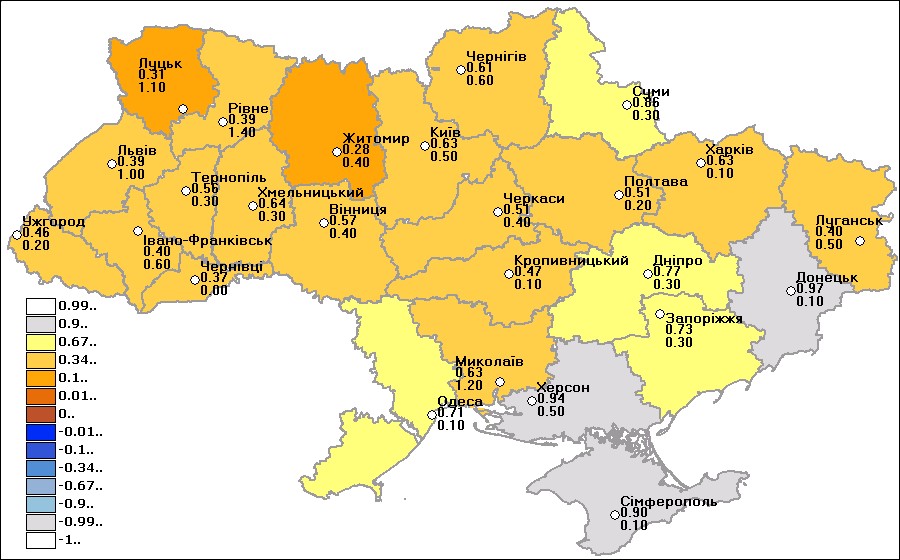 Луцьк
0.31
1.10
Рівне
0.39
1.40
Житомир
0.28
0.40
Київ
0.63
0.50
Чернігів
0.61
0.60
Суми
0.86
0.30
Львів
0.39
1.00
Тернопіль
0.56
0.30
Хмельницький
0.64
0.30
Вінниця
0.57
0.40
Черкаси
0.51
0.40
Полтава
0.51
0.20
Харків
0.63
0.10
Луганськ
0.40
0.50
Ужгород
0.46
0.20
Івано-Франківськ
0.40
0.60
Чернівці
0.37
0.00
Кропивницький
0.47
0.10
Дніпро
0.77
0.30
Донецьк
0.97
0.10
Запоріжжя
0.73
0.30
Миколаїв
0.63
1.20
Херсон
0.94
0.50
Одеса
0.71
0.10
Сімферополь
0.90
0.10
0.99..
0.9..
0.67..
0.34..
0.1..
0.01..
0..
-0.01..
-0.1..
-0.34..
-0.67..
-0.9..
-0.99..
-1..